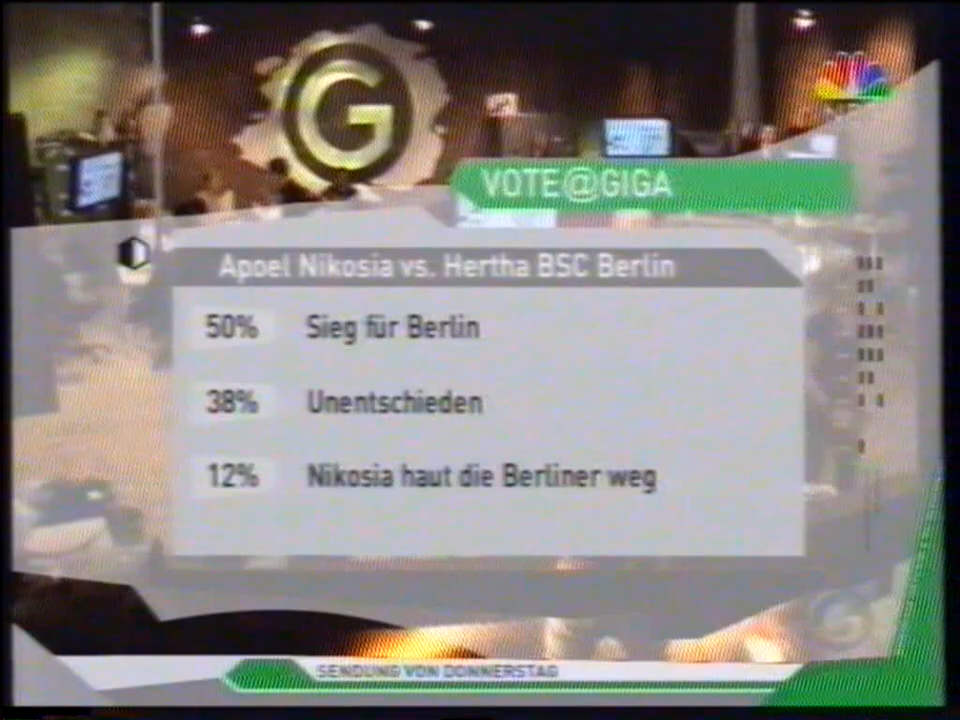 G
VOTE@GIGA
Apoel Nikosia vs. Hertha BSC Berlin
50% Sieg für Berlin
38% Unentschieden
12% Nikosia haut die Berliner weg
SENDUNG VON DONNERSTAG